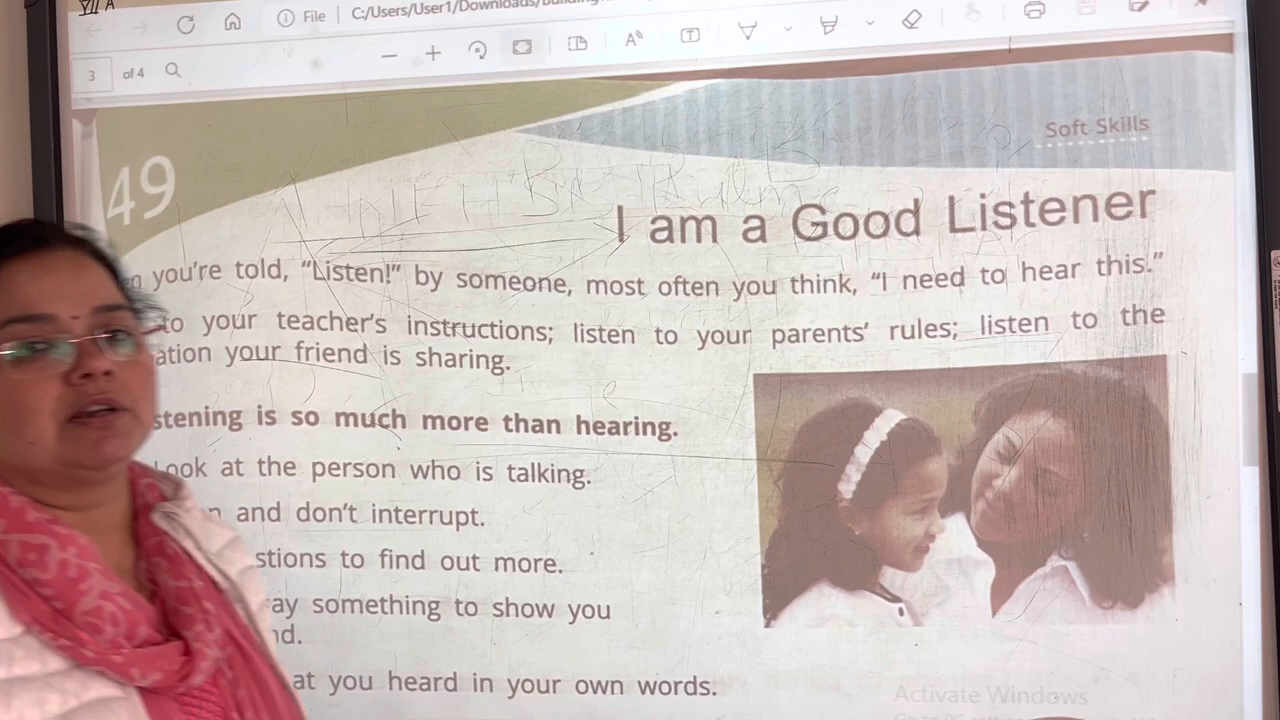 VII A
File | C:/Users/User1/Downloads/
3 of 4
Soft Skills
49
I am a Good Listener
you're told, "Listen!" by someone, most often you think, "I need to hear this."
to your teacher's instructions; listen to your parents' rules; listen to the
ation your friend is sharing.
stening is so much more than hearing.
Look at the person who is talking.
and don't interrupt.
stions to find out more.
ay something to show you
nd.
at you heard in your own words.
Activate Windows